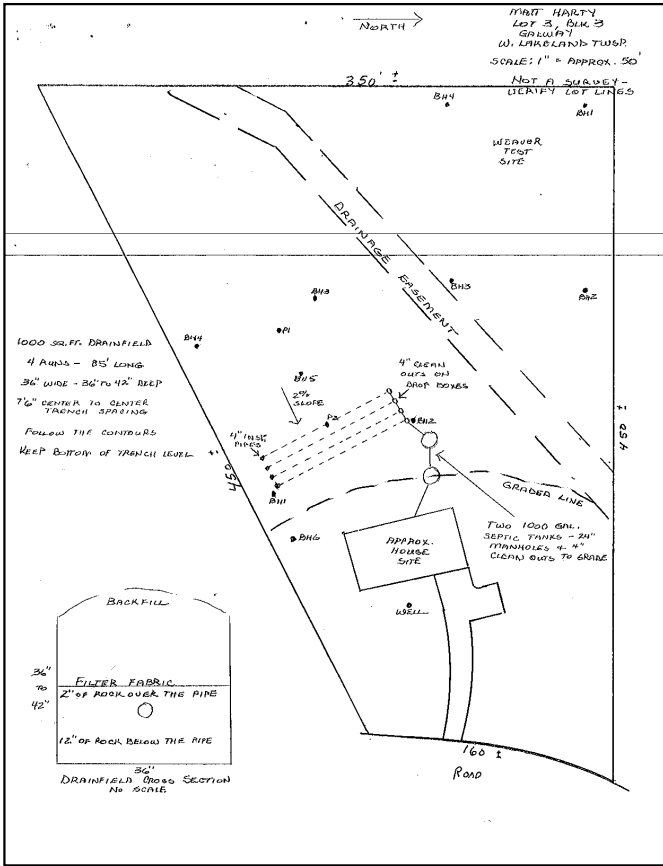 NORTH
MATT HARTY
LOT 3, BLK 3
GALWAY
W. LAKELAND TWSP.
SCALE: 1" = APPROX. 50'
NOT A SURVEY -
VERIFY LOT LINES
350' ±
BH4
BH1
WEAVER
TEST
SITE
DRAINAGE EASEMENT
BH3
BH3
BH2
P1
BH4
1000 SQ. FT. DRAINFIELD
4 RUNS - 85' LONG
36" WIDE - 36" TO 42" DEEP
7'6" CENTER TO CENTER
TRENCH SPACING
FOLLOW THE CONTOURS
KEEP BOTTOM OF TRENCH LEVEL
BH5
2%
SLOPE
4" CLEAN
OUTS ON
DROP BOXES
P2
BH2
4" INSP.
PIPES
450 ±
450 ±
BH1
GRADER LINE
BH6
APPROX.
HOUSE
SITE
TWO 1000 GAL.
SEPTIC TANKS - 24"
MANHOLES & 4"
CLEAN OUTS TO GRADE
WELL
BACKFILL
36"
TO
42"
FILTER FABRIC
2" OF ROCK OVER THE PIPE
12" OF ROCK BELOW THE PIPE
36"
DRAINFIELD CROSS SECTION
NO SCALE
160 ±
ROAD